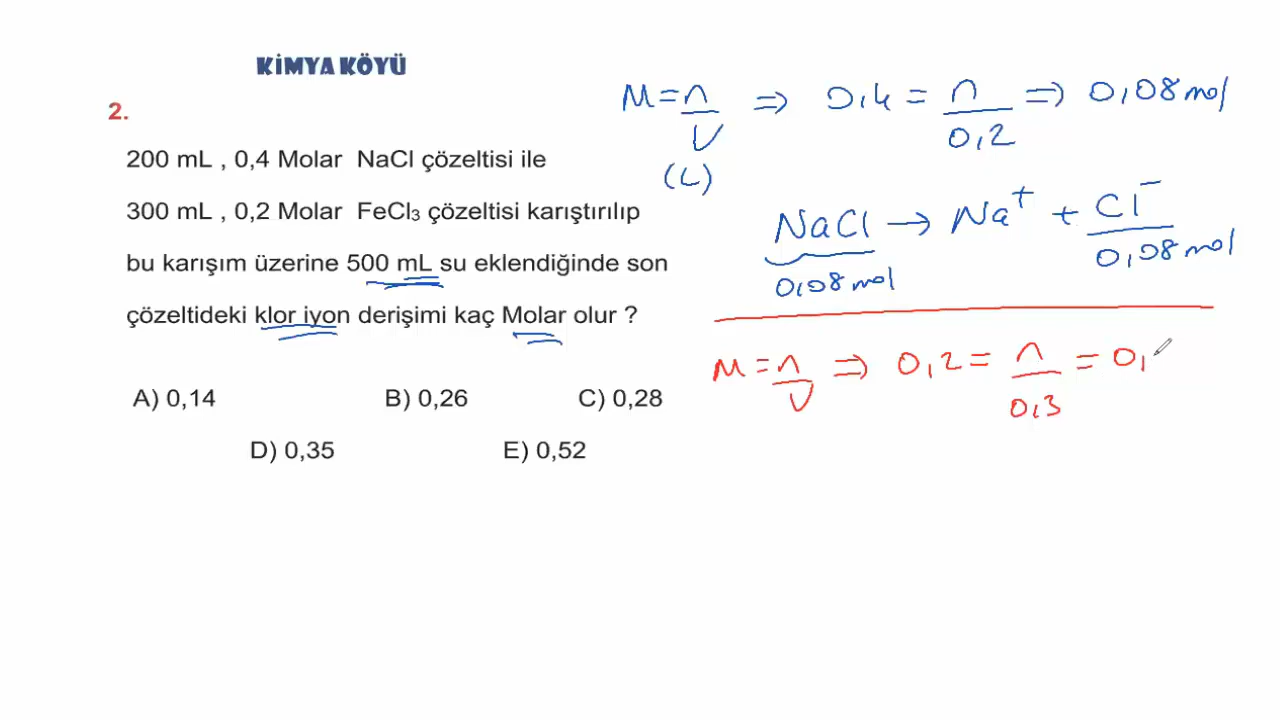 KİMYA KÖYÜ
2.
200 mL , 0,4 Molar NaCl çözeltisi ile
300 mL , 0,2 Molar FeCl₃ çözeltisi karıştırılıp
bu karışım üzerine 500 mL su eklendiğinde son
çözeltideki klor iyon derişimi kaç Molar olur ?
A) 0,14 B) 0,26 C) 0,28
D) 0,35 E) 0,52
M = n/V ⇒ 0,4 = n/0,2 ⇒ 0,08 mol
(L)
NaCl → Na⁺ + Cl⁻
0,08 mol 0,08 mol
M = n/V ⇒ 0,2 = n/0,3 = 0,